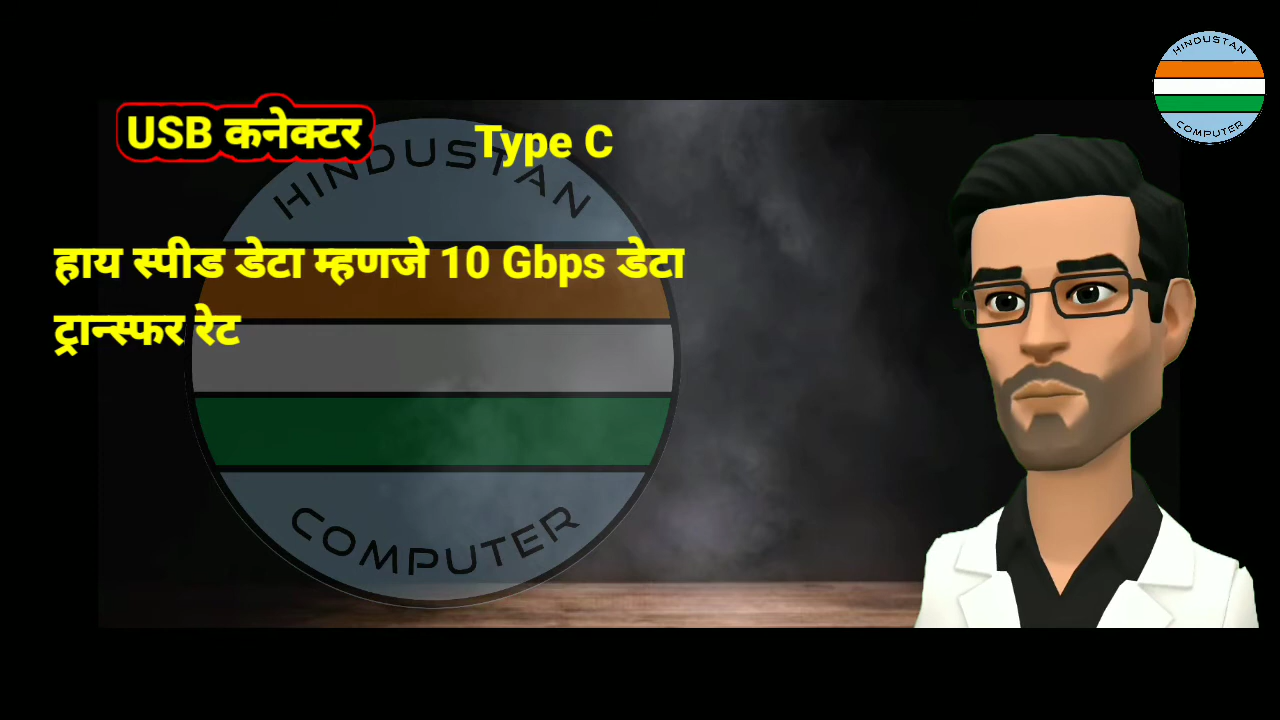 HINDUSTAN
COMPUTER
USB कनेक्टर
Type C
HINDUSTAN
हाय स्पीड डेटा म्हणजे 10 Gbps डेटा
ट्रान्स्फर रेट
COMPUTER